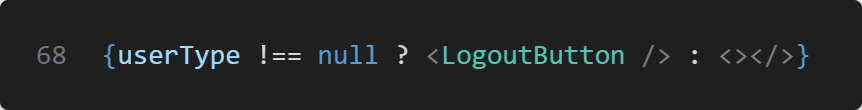 68 {userType !== null ? <LogoutButton /> : <></>}